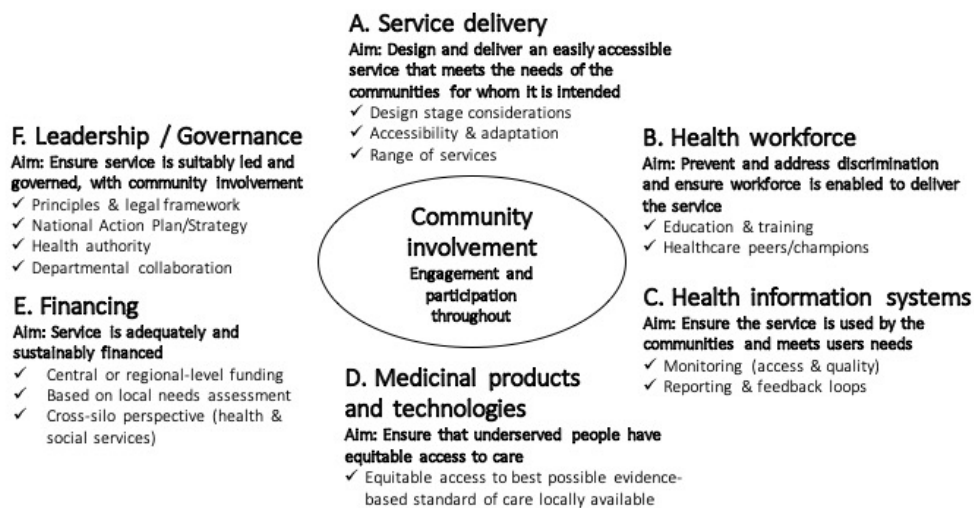 A. Service delivery
Aim: Design and deliver an easily accessible
service that meets the needs of the
communities for whom it is intended
✓ Design stage considerations
✓ Accessibility & adaptation
✓ Range of services
B. Health workforce
Aim: Prevent and address discrimination
and ensure workforce is enabled to deliver
the service
✓ Education & training
✓ Healthcare peers/champions
C. Health information systems
Aim: Ensure the service is used by the
communities and meets users needs
✓ Monitoring (access & quality)
✓ Reporting & feedback loops
D. Medicinal products
and technologies
Aim: Ensure that underserved people have
equitable access to care
✓ Equitable access to best possible evidence-
based standard of care locally available
E. Financing
Aim: Service is adequately and
sustainably financed
✓ Central or regional-level funding
✓ Based on local needs assessment
✓ Cross-silo perspective (health &
social services)
F. Leadership / Governance
Aim: Ensure service is suitably led and
governed, with community involvement
✓ Principles & legal framework
✓ National Action Plan/Strategy
✓ Health authority
✓ Departmental collaboration
Community
involvement
Engagement and
participation
throughout